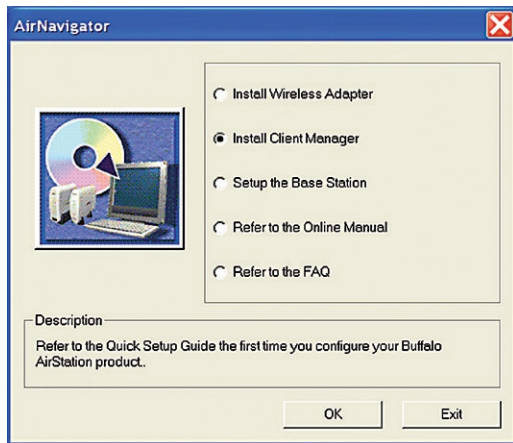 AirNavigator
Install Wireless Adapter
Install Client Manager
Setup the Base Station
Refer to the Online Manual
Refer to the FAQ
Description
Refer to the Quick Setup Guide the first time you configure your Buffalo
AirStation product..
OK
Exit